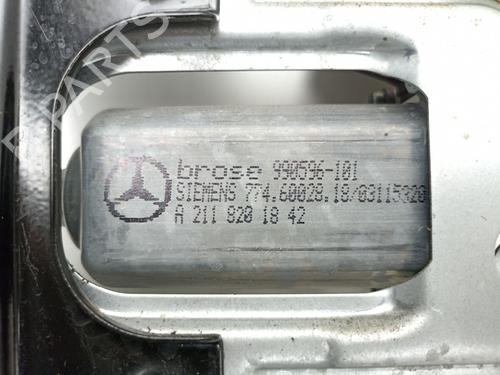 brose 990596-101
SIEMENS 774.60028.18/03115320
A 211 820 18 42